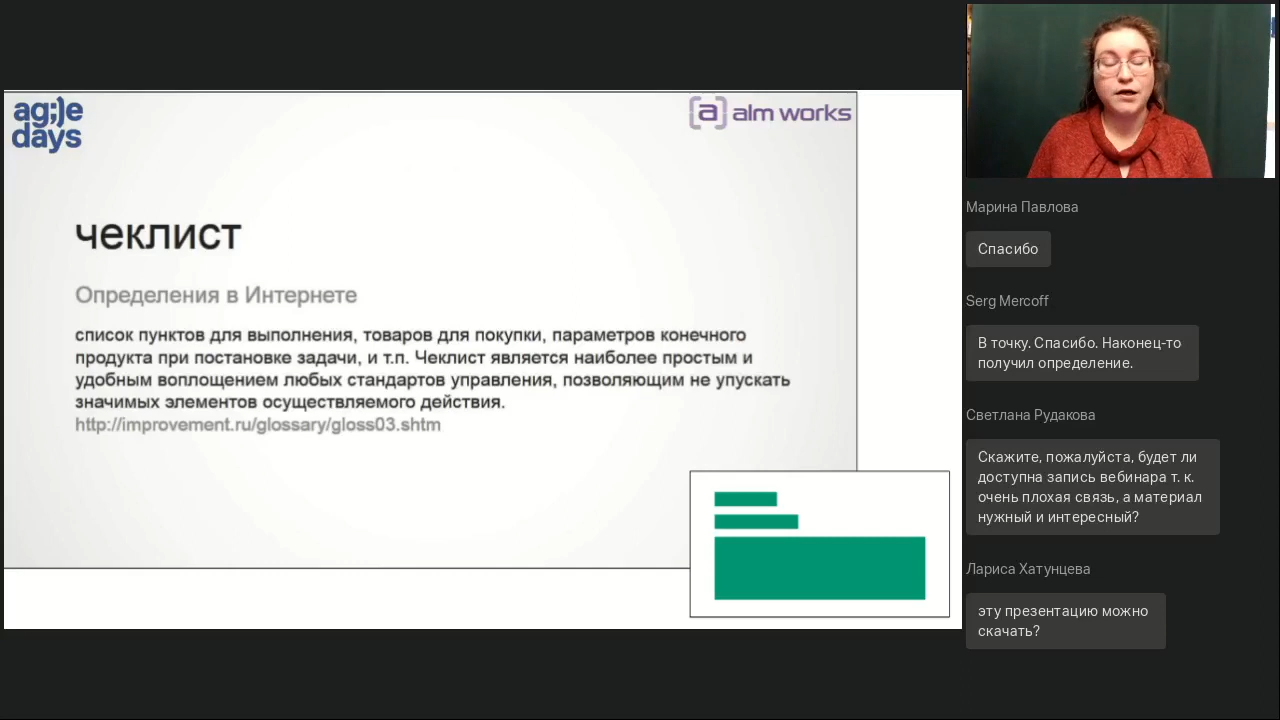 ag;)e
days
[a] alm works
чеклист
Определения в Интернете
список пунктов для выполнения, товаров для покупки, параметров конечного
продукта при постановке задачи, и т.п. Чеклист является наиболее простым и
удобным воплощением любых стандартов управления, позволяющим не упускать
значимых элементов осуществляемого действия.
http://improvement.ru/glossary/gloss03.shtm
Марина Павлова
Спасибо
Serg Mercoff
В точку. Спасибо. Наконец-то
получил определение.
Светлана Рудакова
Скажите, пожалуйста, будет ли
доступна запись вебинара т. к.
очень плохая связь, а материал
нужный и интересный?
Лариса Хатунцева
эту презентацию можно
скачать?